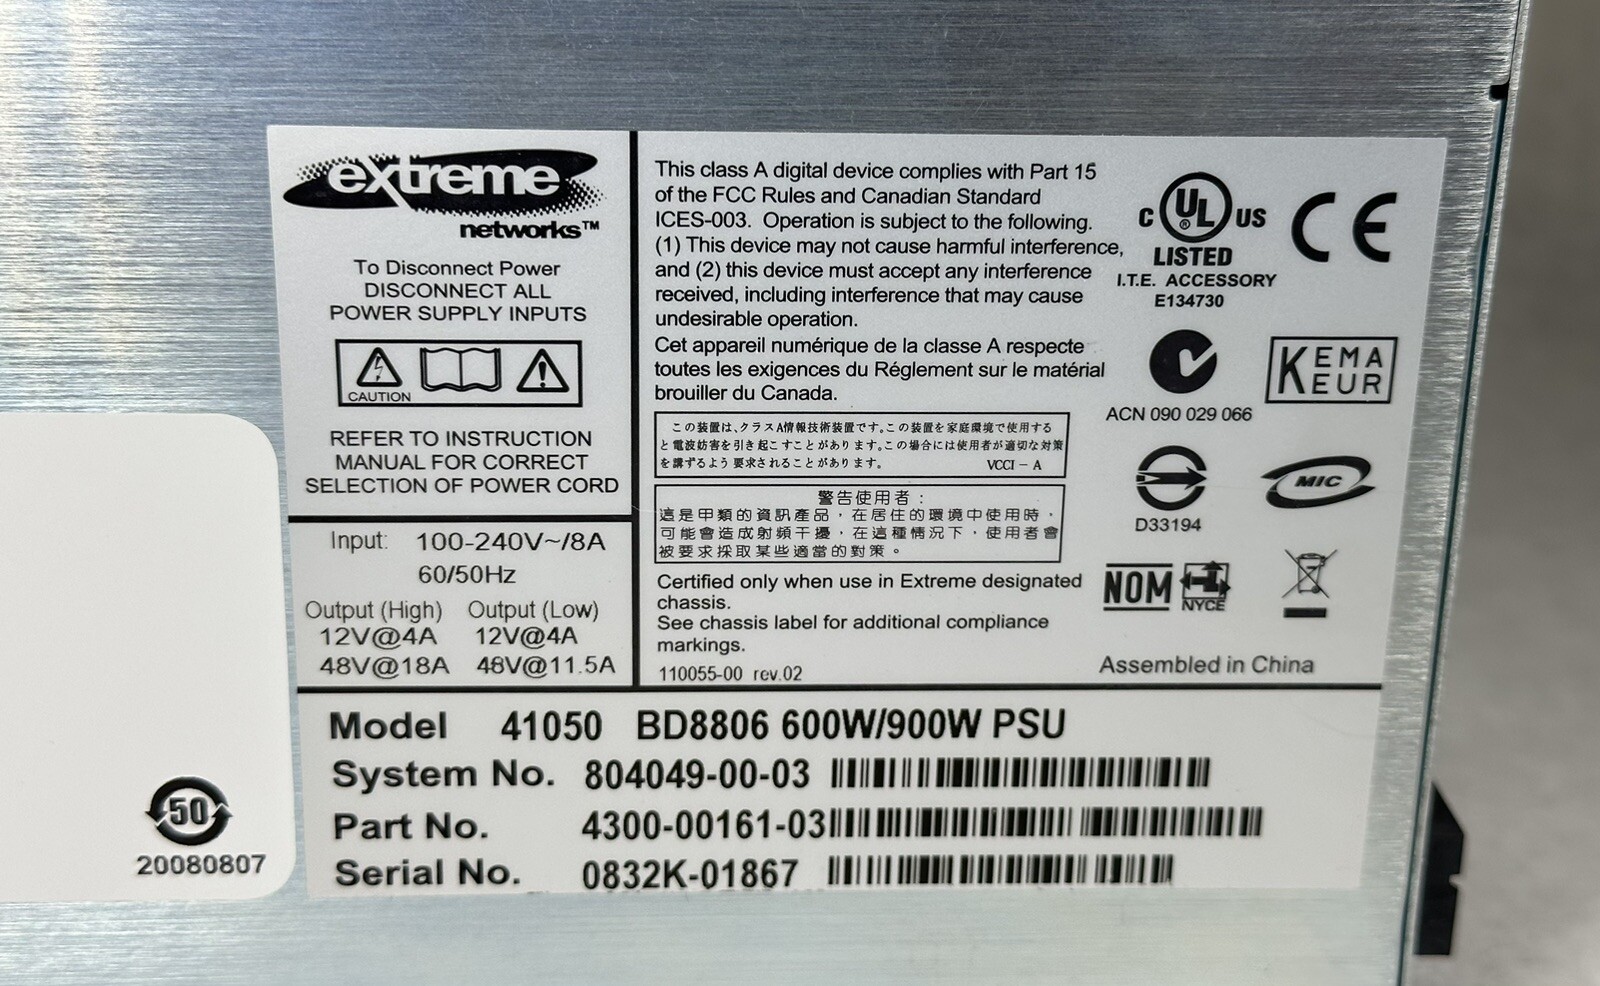 extreme
networks™
To Disconnect Power
DISCONNECT ALL
POWER SUPPLY INPUTS
CAUTION
REFER TO INSTRUCTION
MANUAL FOR CORRECT
SELECTION OF POWER CORD
Input: 100-240V~/8A
60/50Hz
Output (High) Output (Low)
12V@4A 12V@4A
48V@18A 48V@11.5A
This class A digital device complies with Part 15
of the FCC Rules and Canadian Standard
ICES-003. Operation is subject to the following.
(1) This device may not cause harmful interference,
and (2) this device must accept any interference
received, including interference that may cause
undesirable operation.
Cet appareil numérique de la classe A respecte
toutes les exigences du Réglement sur le matérial
brouiller du Canada.
この装置は、クラスA情報技術装置です。この装置を家庭環境で使用する
と電波妨害を引き起こすことがあります。この場合には使用者が適切な対策
を講ずるよう要求されることがあります。 VCCI - A
警告使用者：
這是甲類的資訊產品，在居住的環境中使用時，
可能會造成射頻干擾，在這種情況下，使用者會
被要求採取某些適當的對策。
Certified only when use in Extreme designated
chassis.
See chassis label for additional compliance
markings.
110055-00 rev.02
C UL® US
LISTED
I.T.E. ACCESSORY
E134730
CE
ACN 090 029 066
KEMA
KEUR
D33194
MIC
NOM
NYCE
Assembled in China
Model 41050 BD8806 600W/900W PSU
System No. 804049-00-03
Part No. 4300-00161-03
Serial No. 0832K-01867
50
20080807